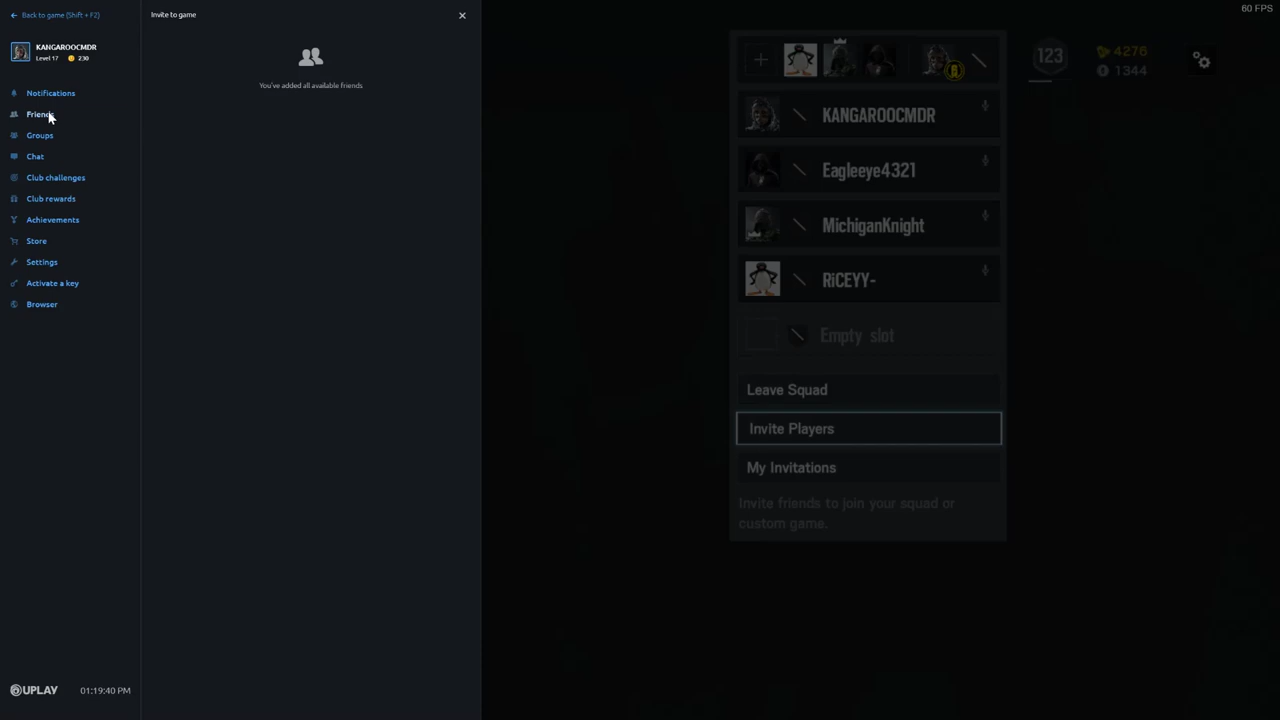 Back to game (Shift + F2)
KANGAROOCMDR
Level 17 230
Notifications
Friends
Groups
Chat
Club challenges
Club rewards
Achievements
Store
Settings
Activate a key
Browser
UPLAY 01:19:40 PM
Invite to game
You've added all available friends
60 FPS
123
4276
1344
KANGAROOCMDR
Eagleeye4321
MichiganKnight
RiCEYY-
Empty slot
Leave Squad
Invite Players
My Invitations
Invite friends to join your squad or
custom game.